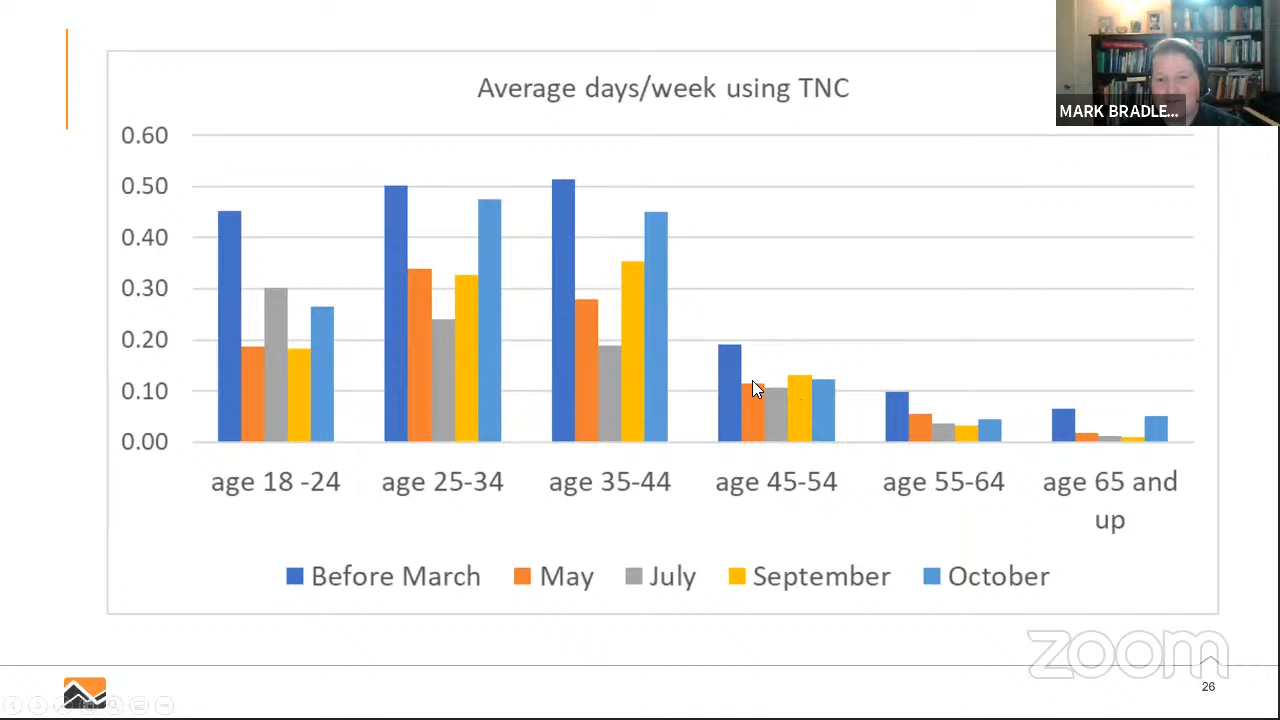 Average days/week using TNC
MARK BRADLE...
0.60
0.50
0.40
0.30
0.20
0.10
0.00
age 18 -24
age 25-34
age 35-44
age 45-54
age 55-64
age 65 and
up
Before March
May
July
September
October
zoom
26